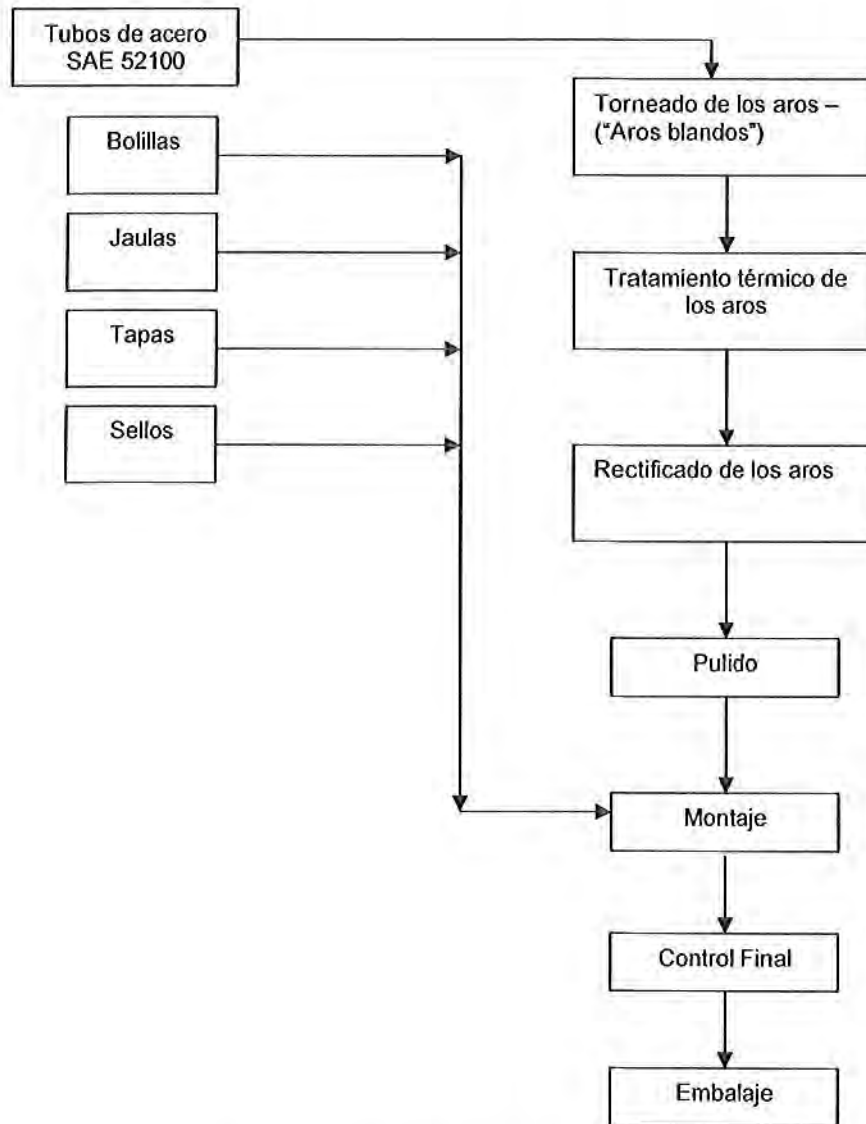 Tubos de acero
SAE 52100
Torneado de los aros –
("Aros blandos")
Bolillas
Jaulas
Tratamiento térmico de
los aros
Tapas
Sellos
Rectificado de los aros
Pulido
Montaje
Control Final
Embalaje